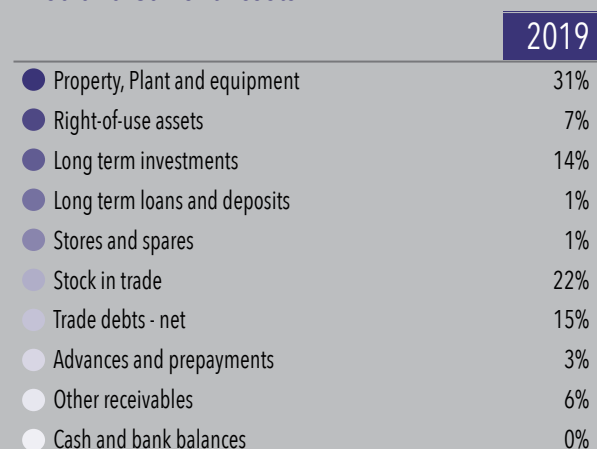 2019
Property, Plant and equipment 31%
Right-of-use assets 7%
Long term investments 14%
Long term loans and deposits 1%
Stores and spares 1%
Stock in trade 22%
Trade debts - net 15%
Advances and prepayments 3%
Other receivables 6%
Cash and bank balances 0%